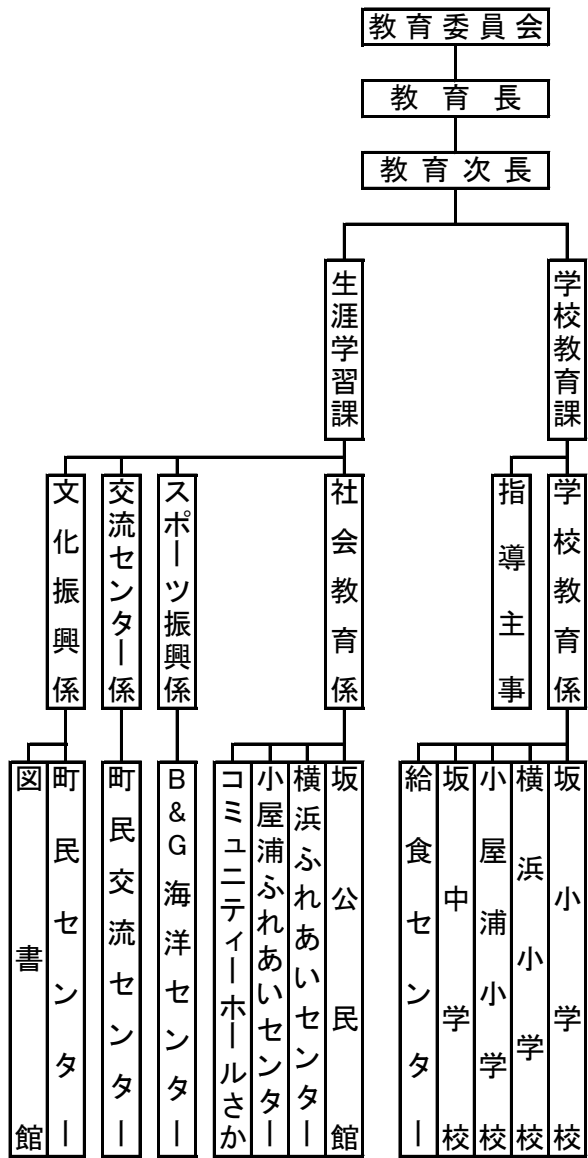 教育委員会
教育長
教育次長
学校教育課
生涯学習課
学校教育係
指導主事
社会教育係
スポーツ振興係
交流センター係
文化振興係
坂小学校
横浜小学校
小屋浦小学校
坂中学校
給食センター
坂公民館
横浜ふれあいセンター
小屋浦ふれあいセンター
コミュニティーホールさか
B&G海洋センター
町民交流センター
町民センター
図書館